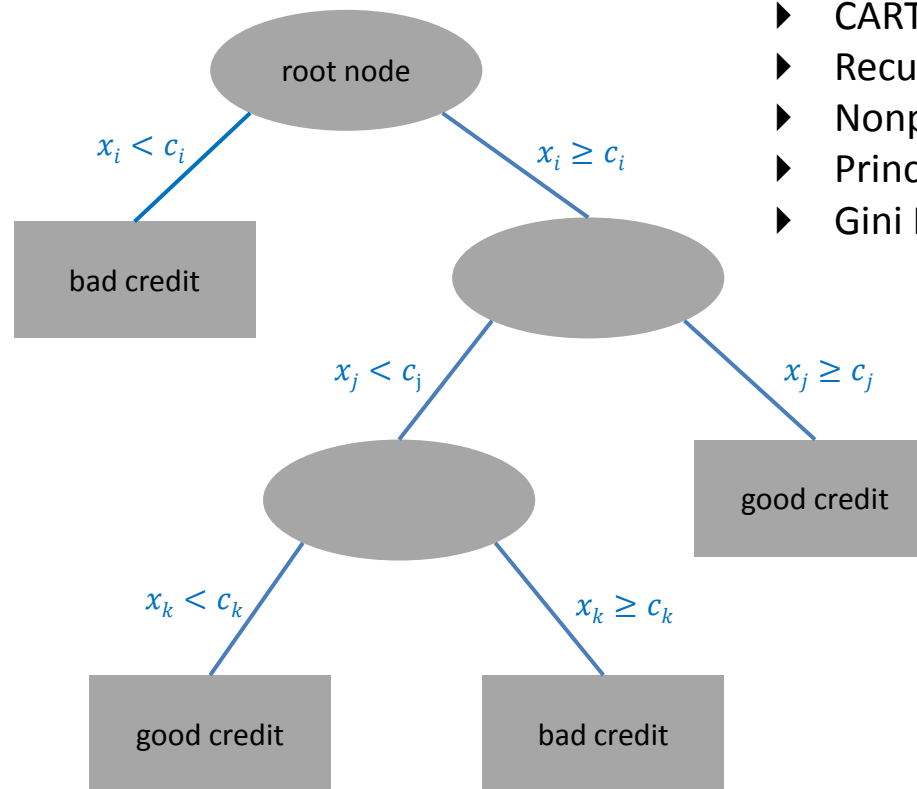 root node
CART
Recu
Nonp
Princ
Gini
x_i < c_i
x_i ≥ c_i
bad credit
x_j < c_j
x_j ≥ c_j
good credit
x_k < c_k
x_k ≥ c_k
good credit
bad credit